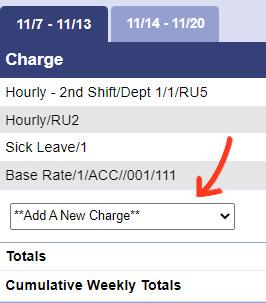 11/7 - 11/13
11/14 - 11/20
Charge
Hourly - 2nd Shift/Dept 1/1/RU5
Hourly/RU2
Sick Leave/1
Base Rate/1/ACC//001/111
**Add A New Charge**
Totals
Cumulative Weekly Totals